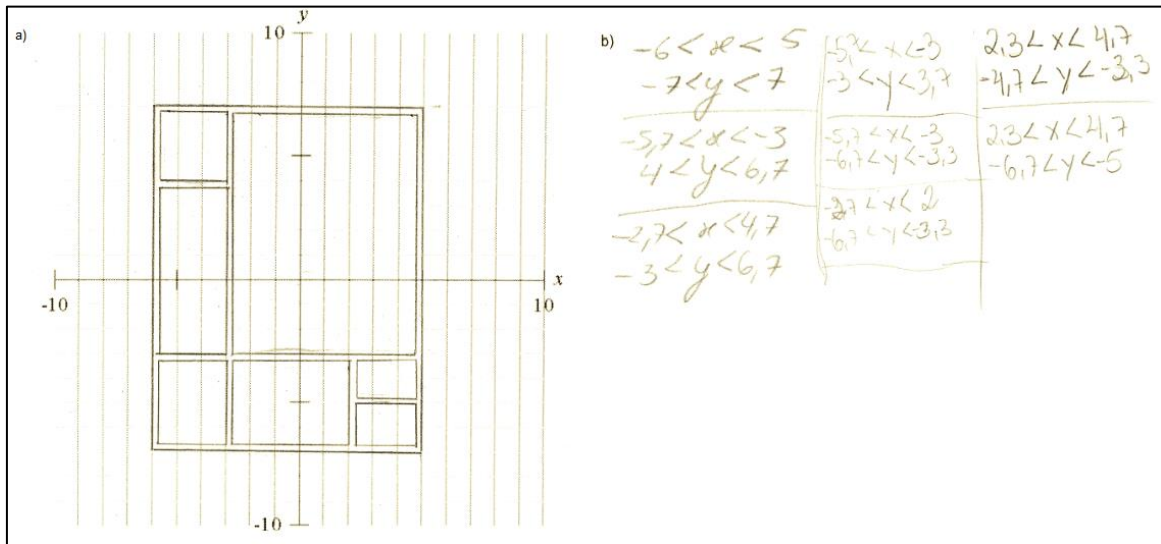 a)
y
10
-10
10
x
-10
b)
-6 < x < 5
-7 < y < 7
-5,7 < x < -3
4 < y < 6,7
-2,7 < x < 4,7
-3 < y < 6,7
-5,7 < x < -3
-3 < y < 3,7
-5,7 < x < -3
-6,7 < y < -3,3
-2,7 < x < 2
-6,7 < y < -3,3
2,3 < x < 4,7
-4,7 < y < -3,3
2,3 < x < 4,7
-6,7 < y < -5